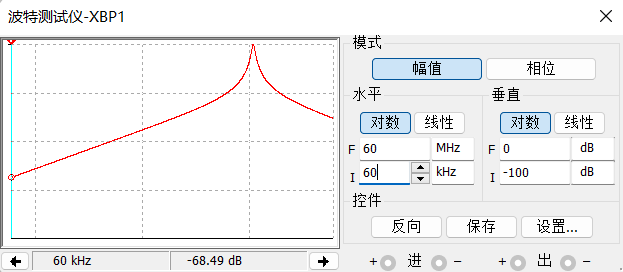 波特测试仪-XBP1
模式
幅值 相位
水平 垂直
对数 线性 对数 线性
F 60 MHz F 0 dB
I 60 kHz I -100 dB
控件
反向 保存 设置...
60 kHz -68.49 dB
+ 进 - + 出 -